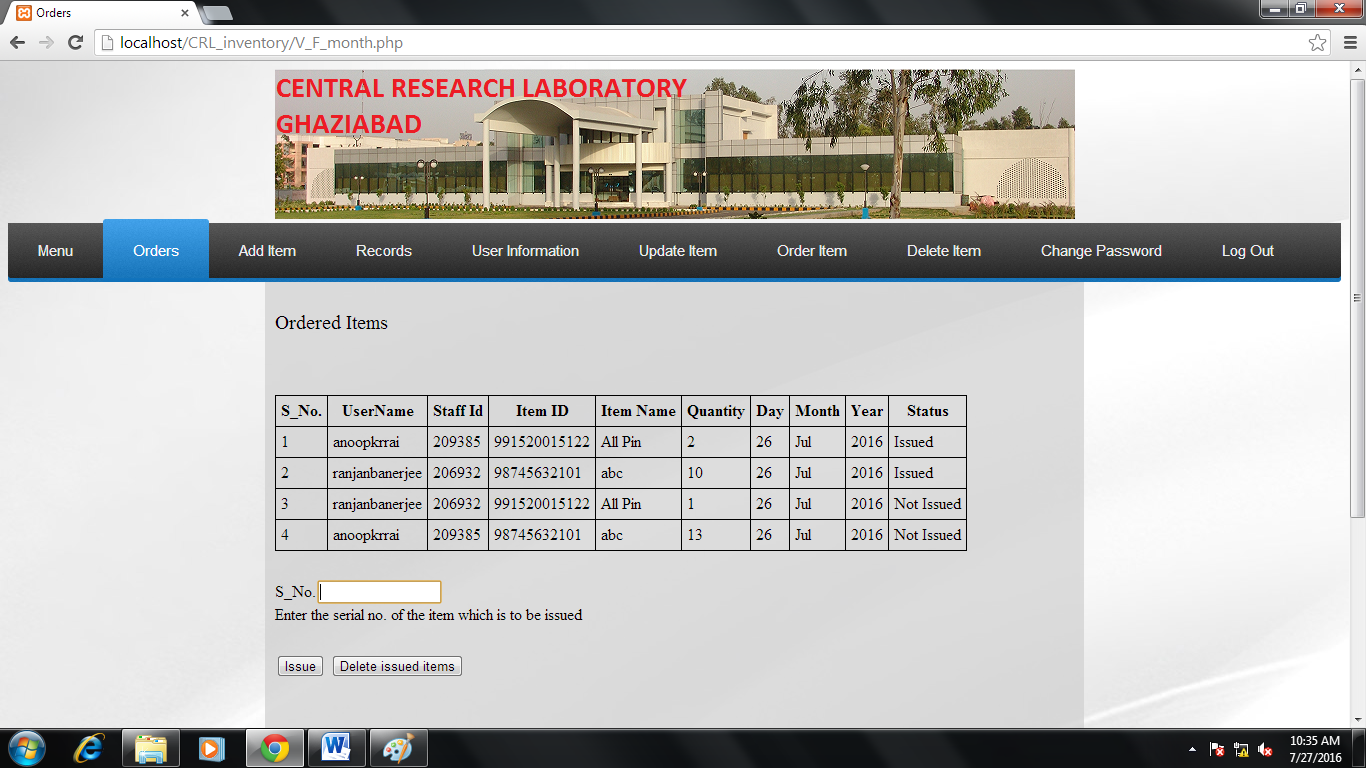 Orders
localhost/CRL_inventory/V_F_month.php
CENTRAL RESEARCH LABORATORY
GHAZIABAD
Menu Orders Add Item Records User Information Update Item Order Item Delete Item Change Password Log Out
Ordered Items
S_No. UserName Staff Id Item ID Item Name Quantity Day Month Year Status
1 anoopkrrai 209385 991520015122 All Pin 2 26 Jul 2016 Issued
2 ranjanbanerjee 206932 98745632101 abc 10 26 Jul 2016 Issued
3 ranjanbanerjee 206932 991520015122 All Pin 1 26 Jul 2016 Not Issued
4 anoopkrrai 209385 98745632101 abc 13 26 Jul 2016 Not Issued
S_No.
Enter the serial no. of the item which is to be issued
Issue Delete issued items
10:35 AM
7/27/2016